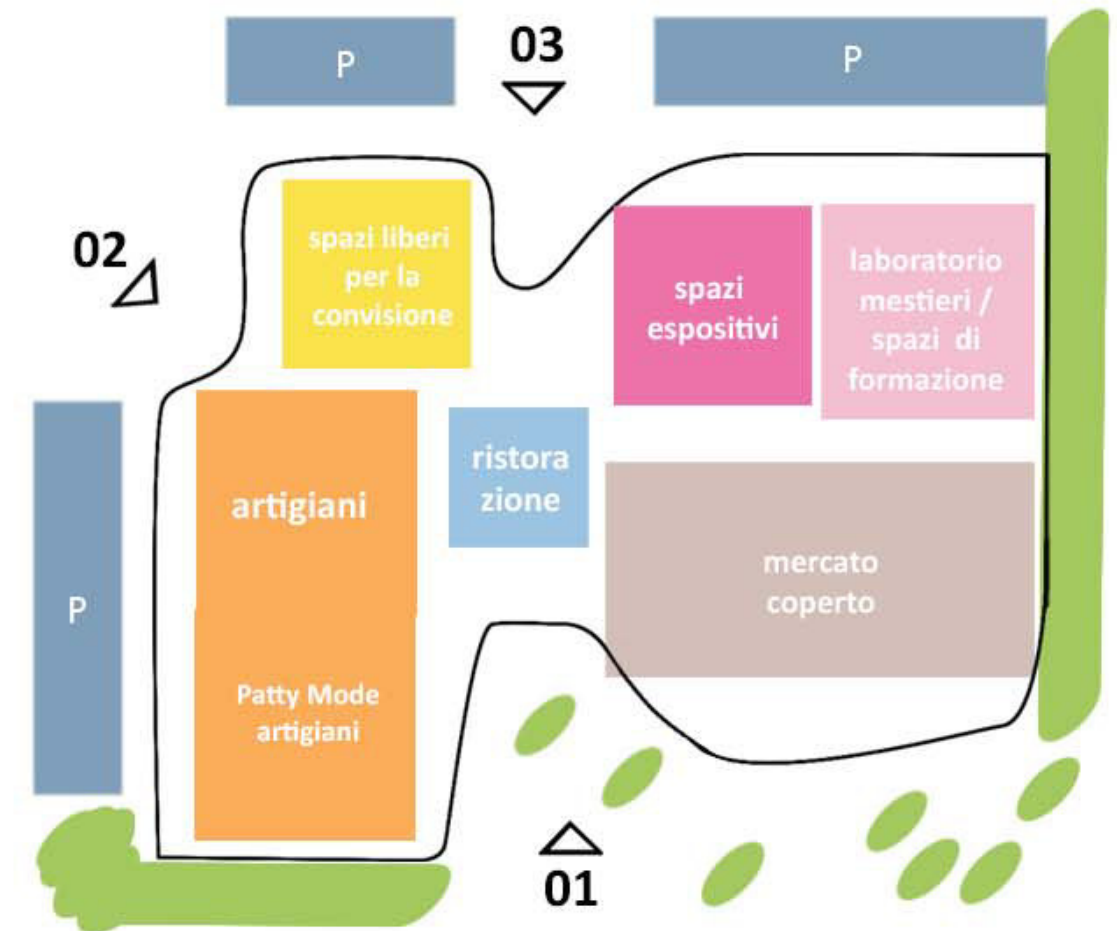 P
03
P
02
spazi liberi
per la
convisione
spazi
espositivi
laboratorio
mestieri /
spazi di
formazione
P
artigiani
ristora
zione
mercato
coperto
Patty Mode
artigiani
01